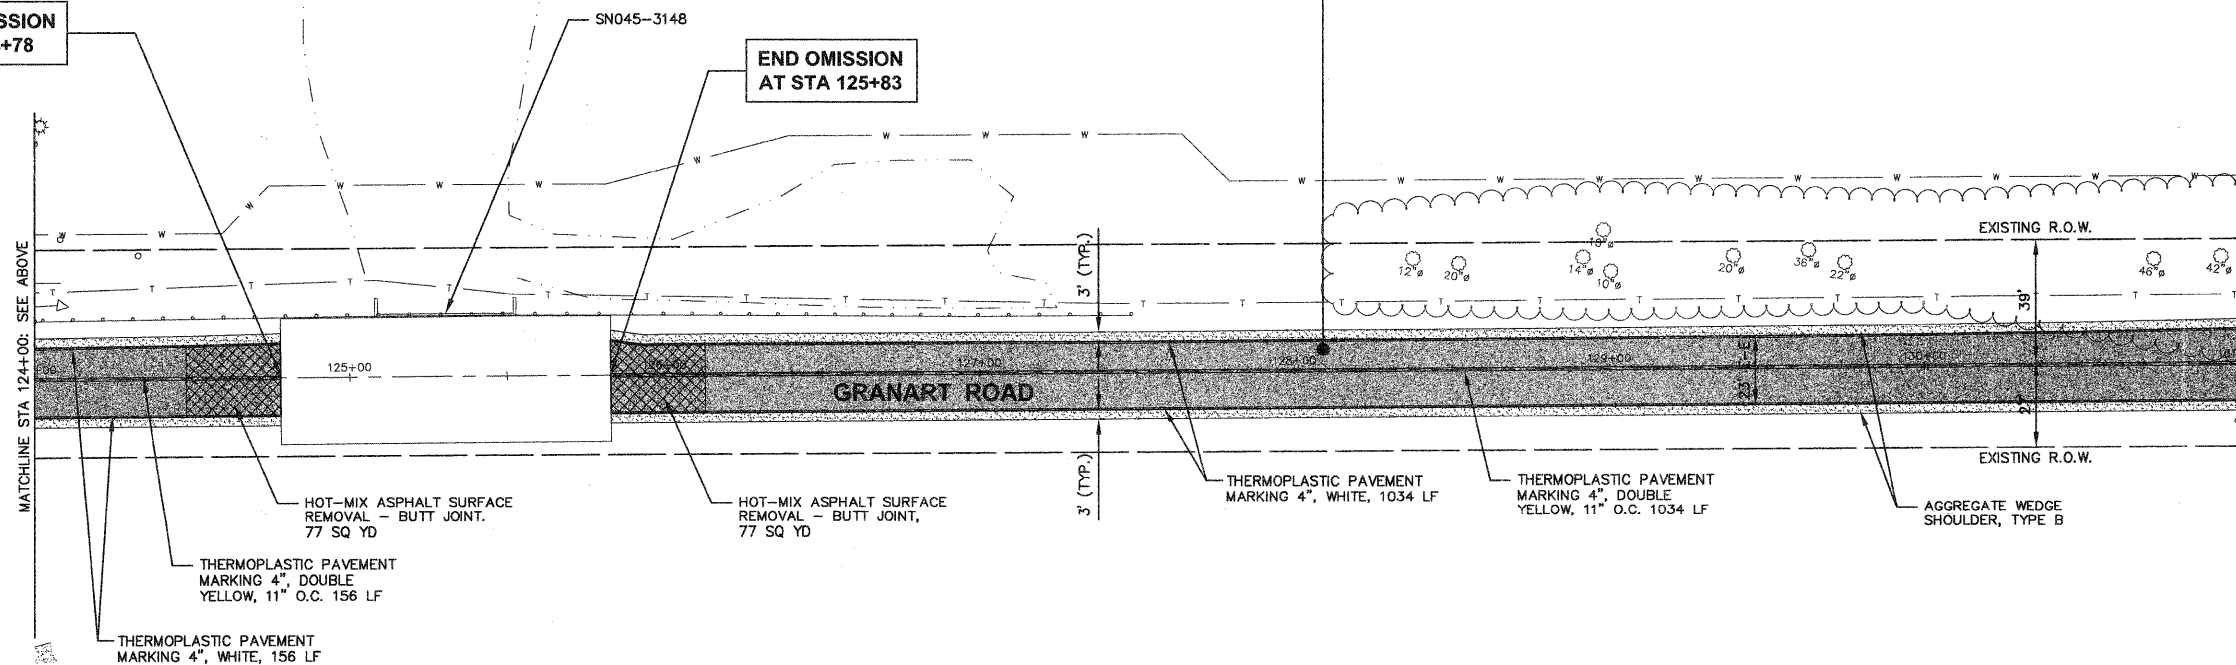 SSION
+78
SN045-3148
END OMISSION
AT STA 125+83
MATCHLINE STA 124+00: SEE ABOVE
W W W W W W W W W W W W W W W W W W W W
EXISTING R.O.W.
3' (TYP.)
12"ø
20"ø
14"ø
10"ø
20"ø
36"ø
22"ø
46"ø
42"ø
T T T T T T T T T T T T T T T T T T
39'
125+00
127+00
128+00
129+00
130+00
GRANART ROAD
23' E-E
3' (TYP.)
EXISTING R.O.W.
HOT-MIX ASPHALT SURFACE
REMOVAL - BUTT JOINT.
77 SQ YD
HOT-MIX ASPHALT SURFACE
REMOVAL - BUTT JOINT,
77 SQ YD
THERMOPLASTIC PAVEMENT
MARKING 4", WHITE, 1034 LF
THERMOPLASTIC PAVEMENT
MARKING 4", DOUBLE
YELLOW, 11" O.C. 1034 LF
AGGREGATE WEDGE
SHOULDER, TYPE B
THERMOPLASTIC PAVEMENT
MARKING 4", DOUBLE
YELLOW, 11" O.C. 156 LF
THERMOPLASTIC PAVEMENT
MARKING 4", WHITE, 156 LF